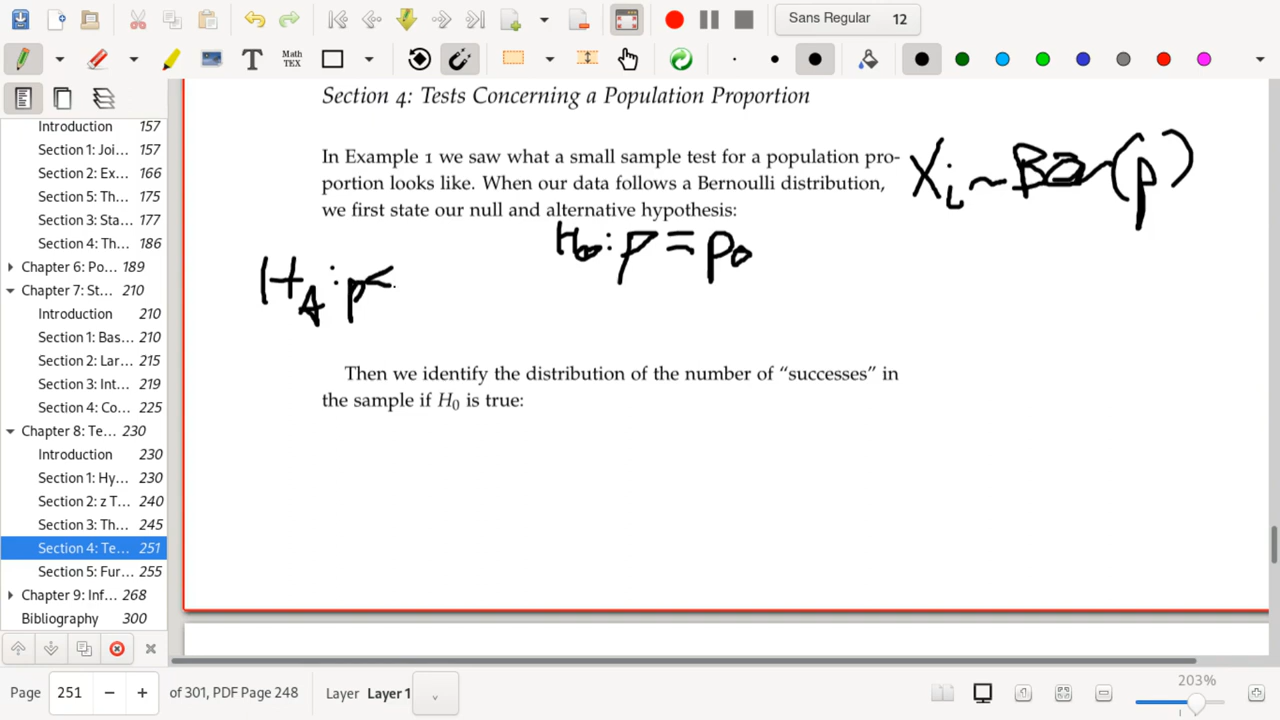 Sans Regular 12
T Math TEX
Introduction 157
Section 1: Joi... 157
Section 2: Ex... 166
Section 5: Th... 175
Section 3: Sta... 177
Section 4: Th... 186
Chapter 6: Po... 189
Chapter 7: St... 210
Introduction 210
Section 1: Bas... 210
Section 2: Lar... 215
Section 3: Int... 219
Section 4: Co... 225
Chapter 8: Te... 230
Introduction 230
Section 1: Hy... 230
Section 2: z T... 240
Section 3: Th... 245
Section 4: Te... 251
Section 5: Fur... 255
Chapter 9: Inf... 268
Bibliography 300
Section 4: Tests Concerning a Population Proportion
In Example 1 we saw what a small sample test for a population pro-
portion looks like. When our data follows a Bernoulli distribution,
we first state our null and alternative hypothesis:
Xi ~ Ber(p)
H0: p = p0
HA: p<
Then we identify the distribution of the number of “successes” in
the sample if H0 is true:
Page 251 of 301, PDF Page 248 Layer Layer 1 203%